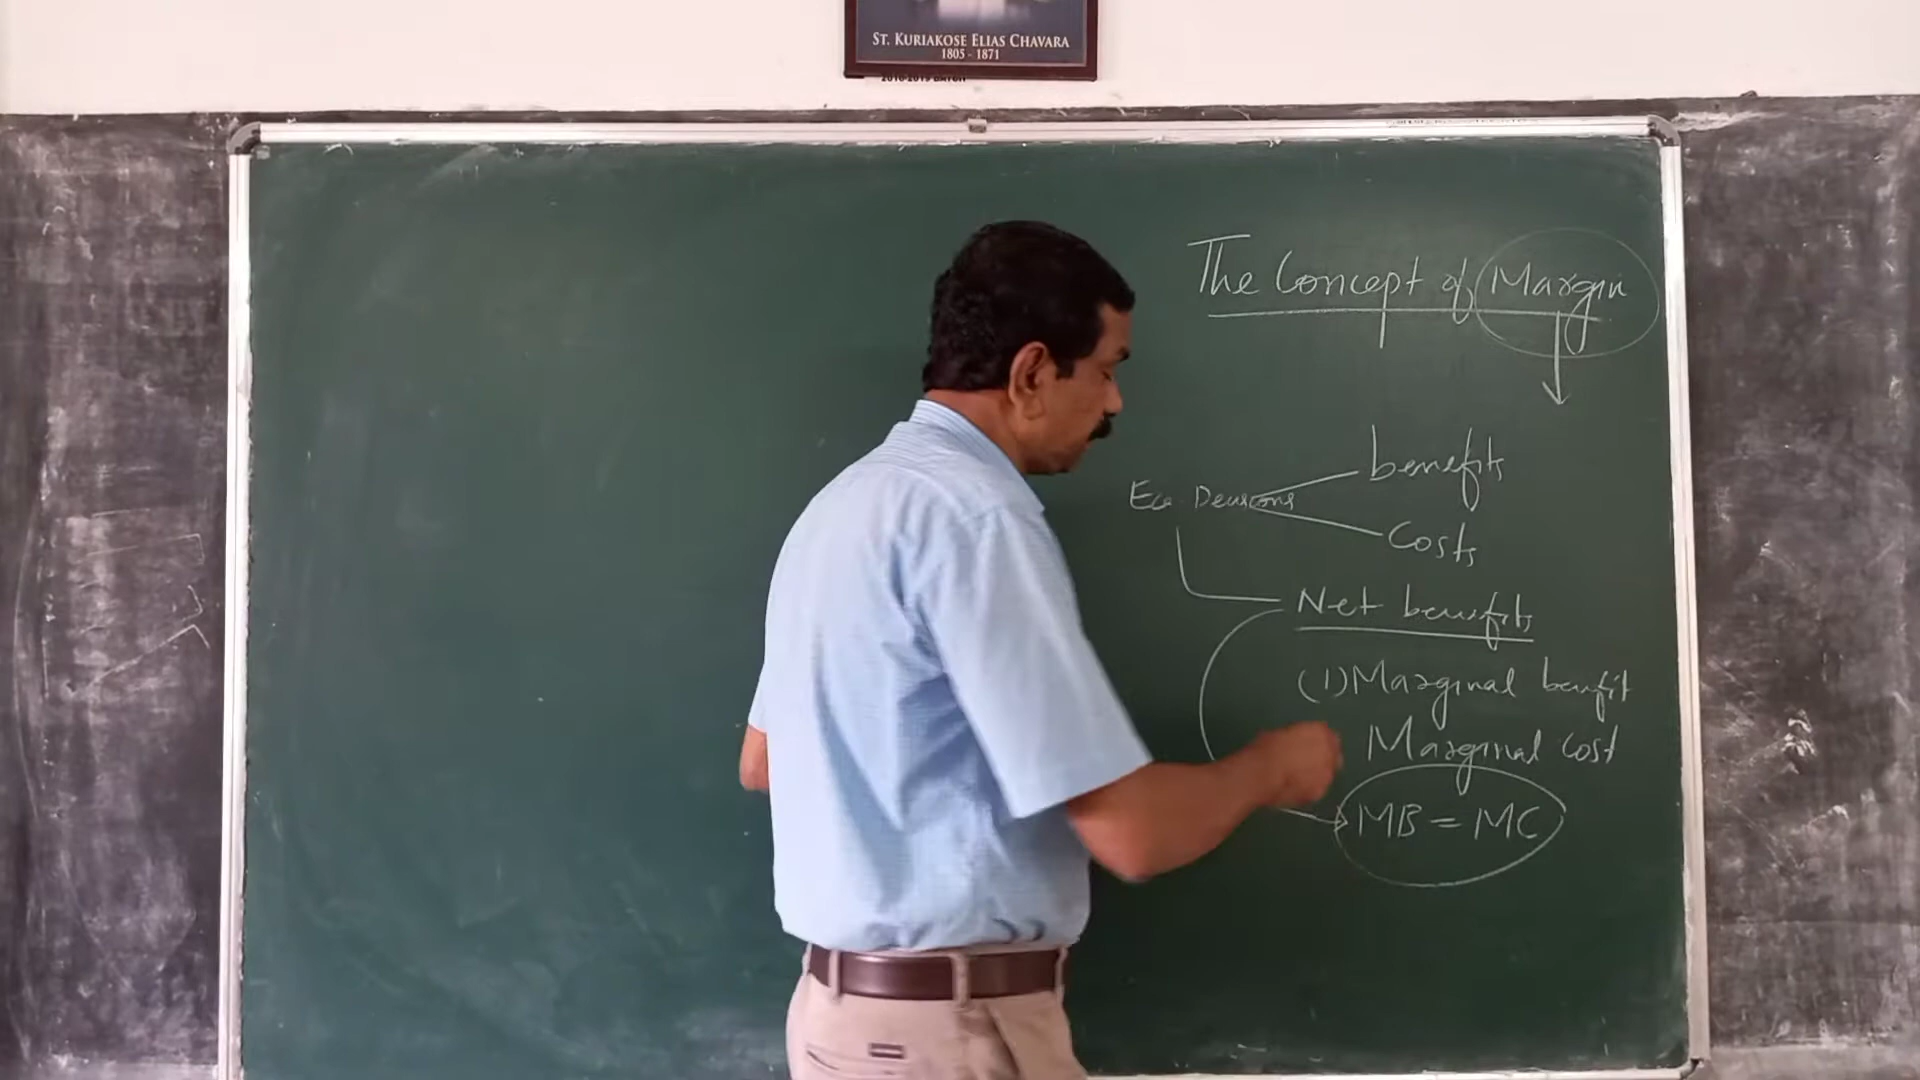 ST. KURIAKOSE ELIAS CHAVARA
1805 - 1871
The Concept of Margin
benefits
Eco. Decisions
Costs
Net benefits
(1) Marginal benefit
Marginal cost
MB = MC